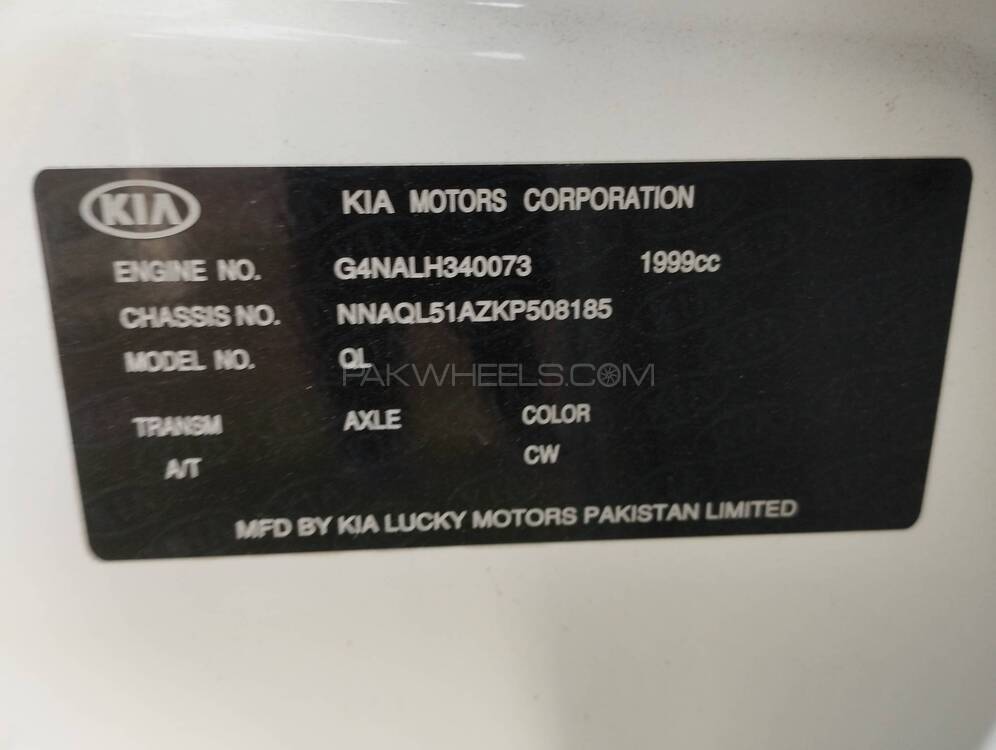 KIA KIA MOTORS CORPORATION
ENGINE NO. G4NALH340073 1999cc
CHASSIS NO. NNAQL51AZKP508185
MODEL NO. QL
PAKWHEELS.COM
TRANSM AXLE COLOR
A/T CW
MFD BY KIA LUCKY MOTORS PAKISTAN LIMITED